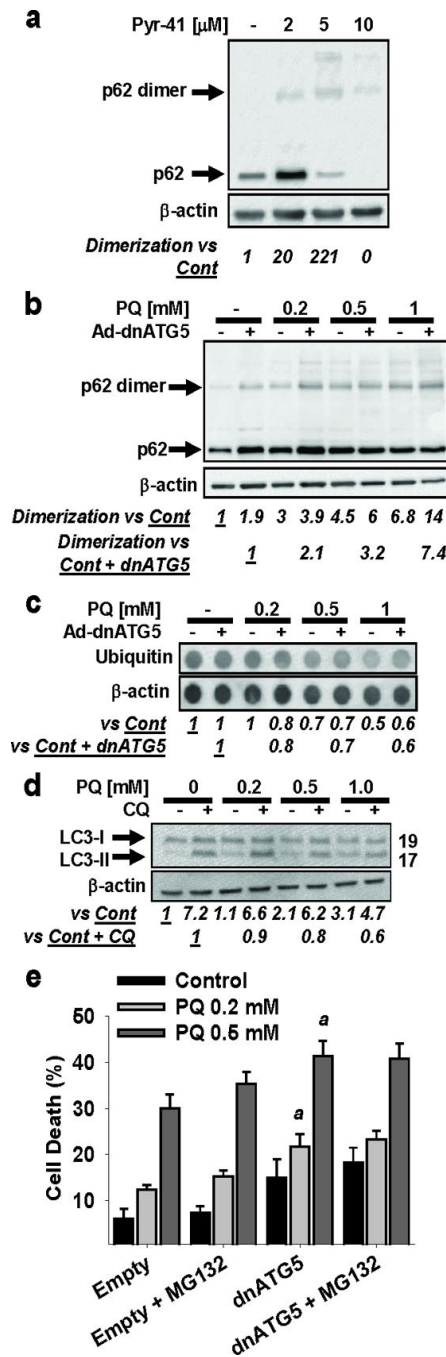 a
Pyr-41 [μM] - 2 5 10
p62 dimer
p62
β-actin
Dimerization vs 1 20 221 0
Cont
b
PQ [mM] - 0.2 0.5 1
Ad-dnATG5 - + - + - + - +
p62 dimer
p62
β-actin
Dimerization vs Cont 1 1.9 3 3.9 4.5 6 6.8 14
Dimerization vs 1 2.1 3.2 7.4
Cont + dnATG5
c
PQ [mM] - 0.2 0.5 1
Ad-dnATG5 - + - + - + - +
Ubiquitin
β-actin
vs Cont 1 1 1 0.8 0.7 0.7 0.5 0.6
vs Cont + dnATG5 1 0.8 0.7 0.6
d
PQ [mM] 0 0.2 0.5 1.0
CQ - + - + - + - +
LC3-I 19
LC3-II 17
β-actin
vs Cont 1 7.2 1.1 6.6 2.1 6.2 3.1 4.7
vs Cont + CQ 1 0.9 0.8 0.6
e
Control
PQ 0.2 mM
PQ 0.5 mM
Cell Death (%)
50
40
30
20
10
a
a
Empty
Empty + MG132
dnATG5
dnATG5 + MG132